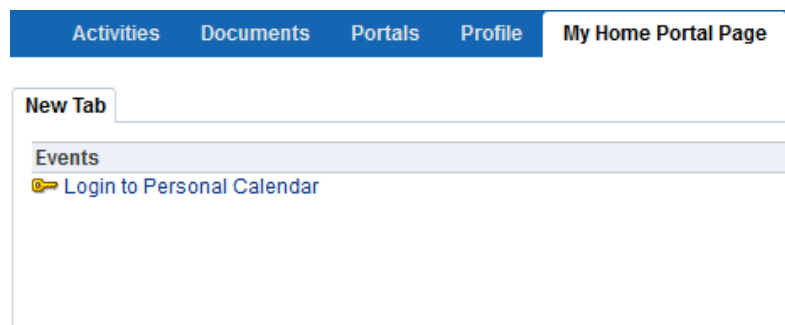 Activities Documents Portals Profile My Home Portal Page
New Tab
Events
Login to Personal Calendar